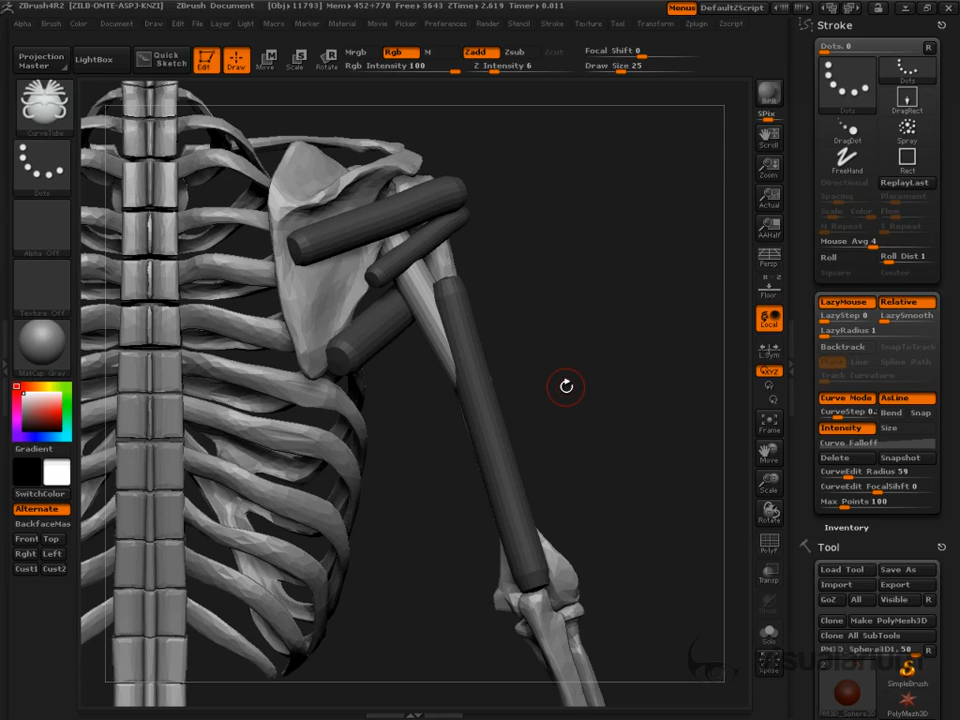 ZBrush4R2 [ZILB-OMTE-ASPJ-KNZI] ZBrush Document [Obj>11793] Mem>452+770 Free>3643 ZTime>2.619 Timer>0.011 Menus DefaultZScript
Alpha Brush Color Document Draw Edit File Layer Light Macro Marker Material Movie Picker Preferences Render Stencil Stroke Texture Tool Transform Zplugin Zscript
Projection Master
LightBox
Quick Sketch
Edit Draw Move Scale Rotate
Mrgb Rgb M
Rgb Intensity 100
Zadd Zsub Zcut
Z Intensity 6
Focal Shift 0
Draw Size 25
CurveTube
Dots
Alpha Off
Texture Off
MatCap Gray
Gradient
SwitchColor
Alternate
BackfaceMas
Front Top
Rght Left
Cust1 Cust2
BPR
SPix
Scroll
Zoom
Actual
AAHalf
Persp
Floor
Local
L.Sym
XYZ
Frame
Move
Scale
Rotate
PolyF
Transp
Ghost
Solo
Xpose
Stroke
Dots. 0 R
Dots Dots
DragRect
DragDot Spray
FreeHand Rect
Directional ReplayLast
Spacing Placement
Scale Color Flow
M Repeat S Repeat
Mouse Avg 4
Roll Roll Dist 1
Square Center
LazyMouse Relative
LazyStep 0 LazySmooth
LazyRadius 1
Backtrack SnapToTrack
Plane Line Spline Path
Track Curvature
Curve Mode AsLine
CurveStep 0. Bend Snap
Intensity Size
Curve Falloff
Delete Snapshot
CurveEdit Radius 59
CurveEdit FocalShift 0
Max Points 100
Inventory
Tool
Load Tool Save As
Import Export
GoZ All Visible R
Clone Make PolyMesh3D
Clone All SubTools
PM3D_Sphere3D1. 50 R
2
SimpleBrush
PM3D_Sphere3D PolyMesh3D